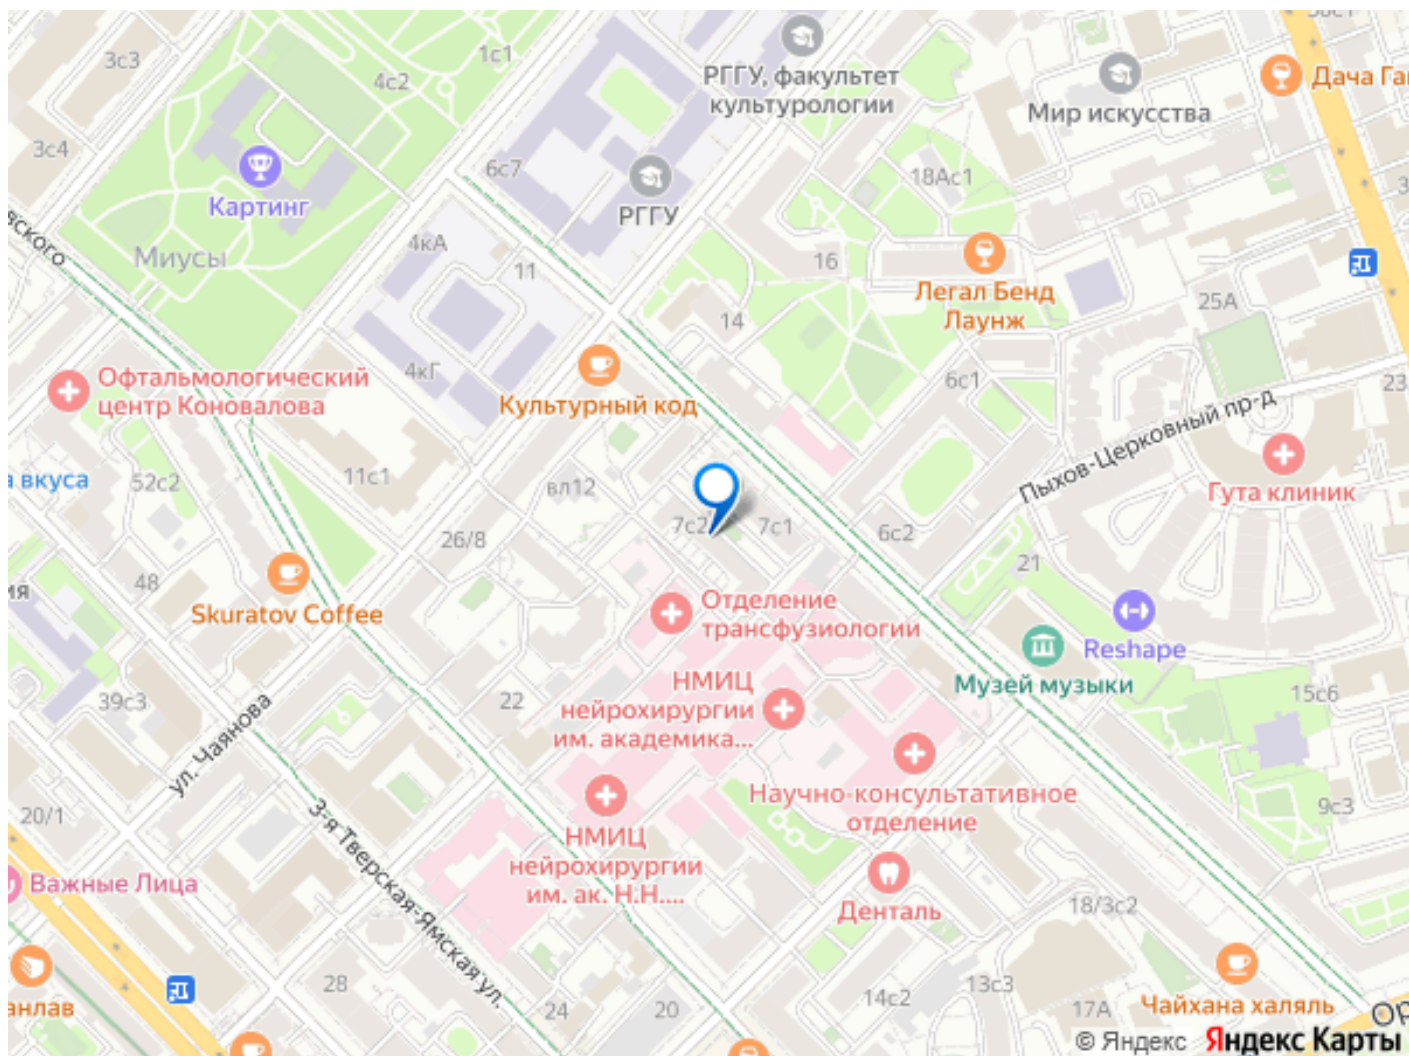 3с3
4с2
1с1
РГГУ, факультет
культурологии
Мир искусства
Дача Га
3с4
Картинг
6с7
РГГУ
18Ас1
вского
Миусы
4кА
11
16
Легал Бенд
Лаунж
14
25А
4кГ
6с1
23
Офтальмологический
центр Коновалова
Культурный код
Пыхов-Церковный пр-д
а вкуса
52с2
11с1
вл12
Гута клиник
26/8
7с2
7с1
6с2
21
48
ия
Skuratov Coffee
Отделение
трансфузиологии
Reshape
Музей музыки
39с3
22
НМИЦ
нейрохирургии
им. академика...
15с6
ул. Чаянова
Научно-консультативное
отделение
20/1
3-я Тверская-Ямская ул.
НМИЦ
нейрохирургии
им. ак. Н.Н....
9с3
Важные Лица
Денталь
18/3с2
28
24
20
14с2
13с3
17А
Чайхана халяль
анлав
Ор
© Яндекс Яндекс Карты